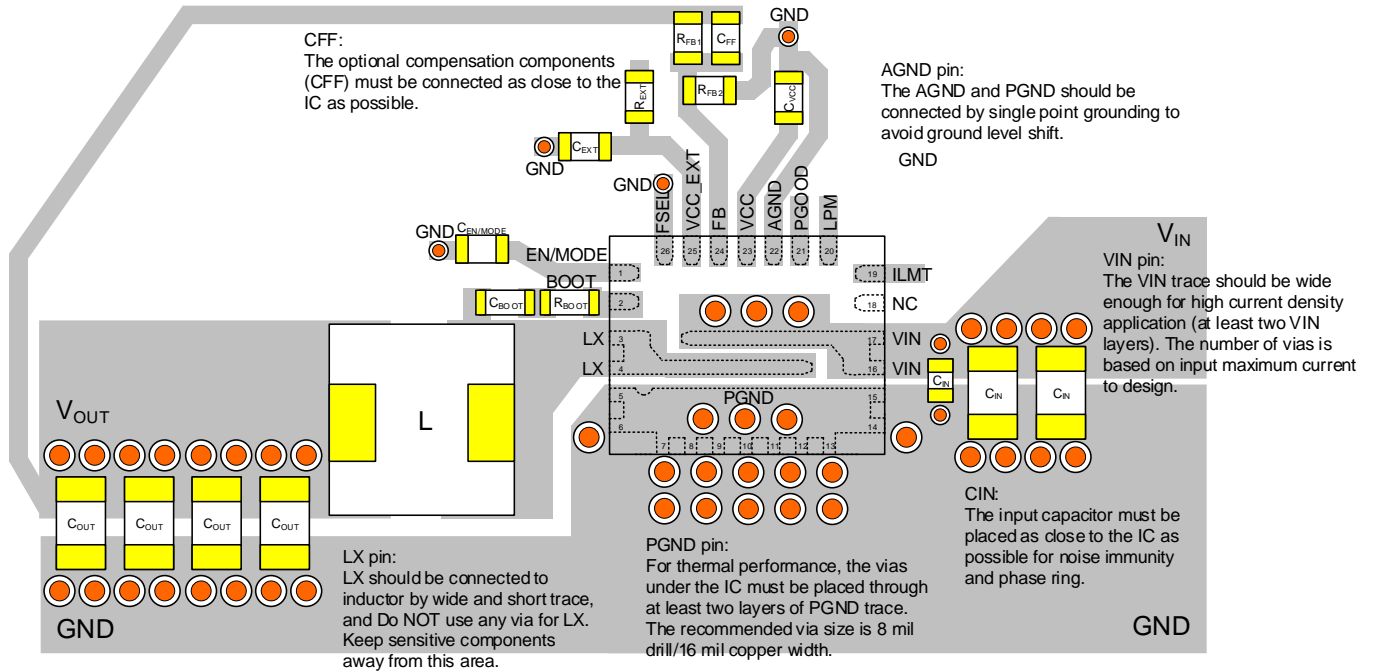 GND
CFF:
The optional compensation components
(CFF) must be connected as close to the
IC as possible.
RFB1
CFF
RFB2
REXT
CVCC
CEXT
GND
AGND pin:
The AGND and PGND should be
connected by single point grounding to
avoid ground level shift.
GND
GND
FSEL
VCC_EXT
FB
VCC
AGND
PGOOD
LPM
26
25
24
23
22
21
20
GND
CEN/MODE
EN/MODE
1
BOOT
CBOOT
RBOOT
2
19
ILMT
18
NC
LX
3
17
VIN
LX
4
16
VIN
5
PGND
15
6
14
7
8
9
10
11
12
13
VIN
VIN pin:
The VIN trace should be wide
enough for high current density
application (at least two VIN
layers). The number of vias is
based on input maximum current
to design.
CIN
CIN
CIN
VOUT
L
COUT
COUT
COUT
COUT
GND
LX pin:
LX should be connected to
inductor by wide and short trace,
and Do NOT use any via for LX.
Keep sensitive components
away from this area.
PGND pin:
For thermal performance, the vias
under the IC must be placed through
at least two layers of PGND trace.
The recommended via size is 8 mil
drill/16 mil copper width.
CIN:
The input capacitor must be
placed as close to the IC as
possible for noise immunity
and phase ring.
GND